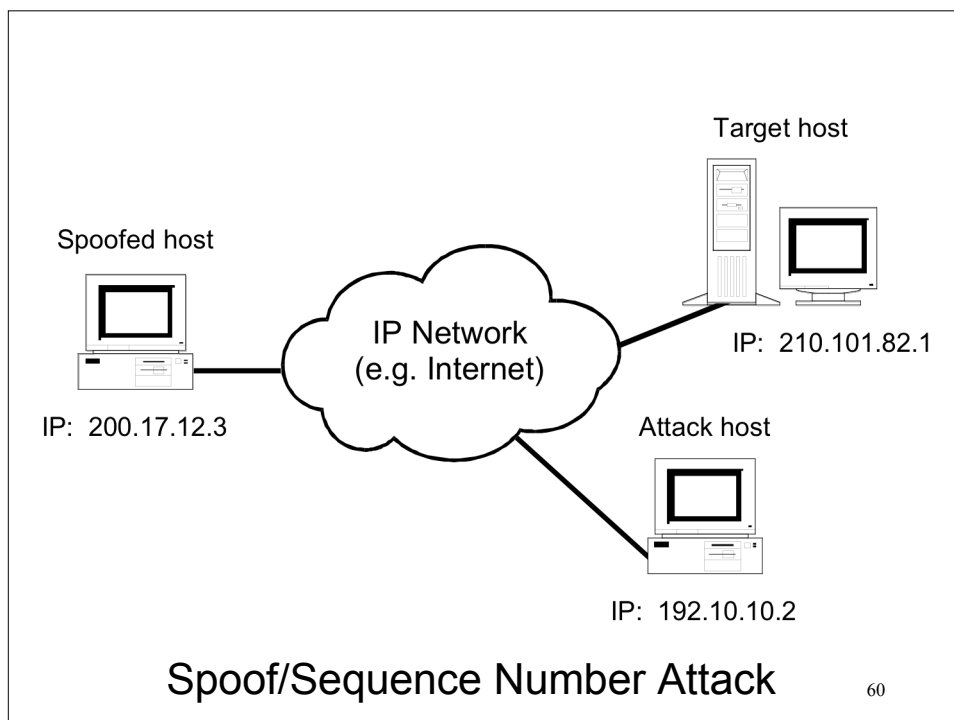 Target host
Spoofed host
IP Network
(e.g. Internet)
IP:  210.101.82.1
IP:  200.17.12.3
Attack host
IP:  192.10.10.2
Spoof/Sequence Number Attack
60